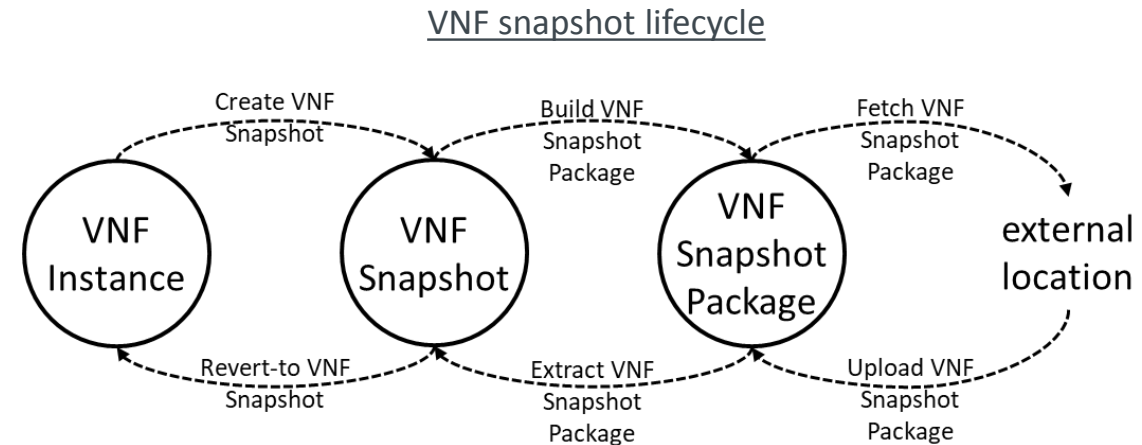 VNF snapshot lifecycle
Create VNF
Snapshot
Build VNF
Snapshot
Package
Fetch VNF
Snapshot
Package
VNF
Instance
VNF
Snapshot
VNF
Snapshot
Package
external
location
Revert-to VNF
Snapshot
Extract VNF
Snapshot
Package
Upload VNF
Snapshot
Package